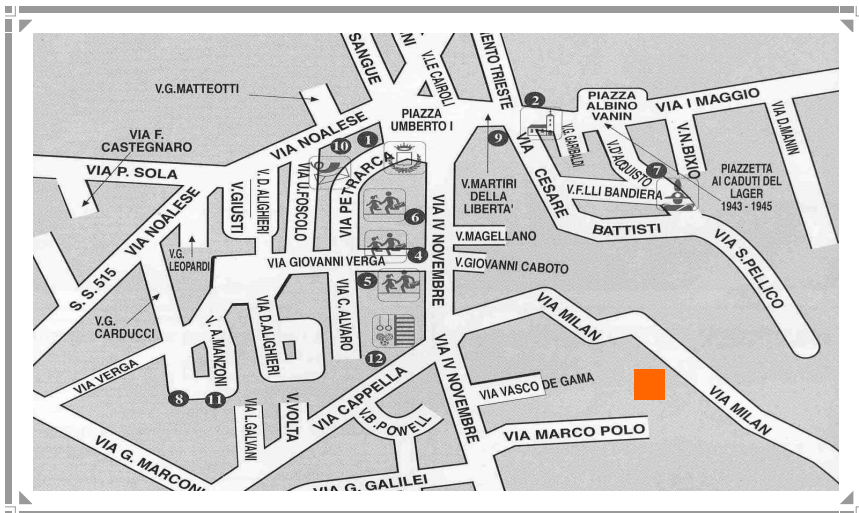 SANGUE
V.LE CAIROLI
ENTO TRIESTE
V.G.MATTEOTTI
VIA NOALESE
PIAZZA
UMBERTO I
2
PIAZZA
ALBINO
VANIN
VIA I MAGGIO
VIA D.MANIN
VIA F.
CASTEGNARO
10
1
9
V.G. GARIBALDI
V.D'ACQUISTO
V.N.BIXIO
7
PIAZZETTA
AI CADUTI DEL
LAGER
1943 - 1945
VIA P. SOLA
V.GIUSTI
V. D. ALIGHIERI
VIA U.FOSCOLO
VIA PETRARCA
V.MARTIRI
DELLA
LIBERTA'
VIA
CESARE
BATTISTI
V.F.LLI BANDIERA
VIA S.PELLICO
VIA NOALESE
S. S. 515
V.G.
LEOPARDI
6
VIA IV NOVEMBRE
V.MAGELLANO
VIA GIOVANNI VERGA
4
V.GIOVANNI CABOTO
5
V.G.
CARDUCCI
V. A.MANZONI
VIA D.ALIGHIERI
VIA C. ALVARO
VIA MILAN
VIA MILAN
12
VIA VERGA
8
11
VIA L.GALVANI
V.VOLTA
VIA CAPPELLA
V.B.POWELL
VIA IV NOVEMBRE
VIA VASCO DE GAMA
VIA MARCO POLO
VIA G. MARCONI
VIA G. GALILEI